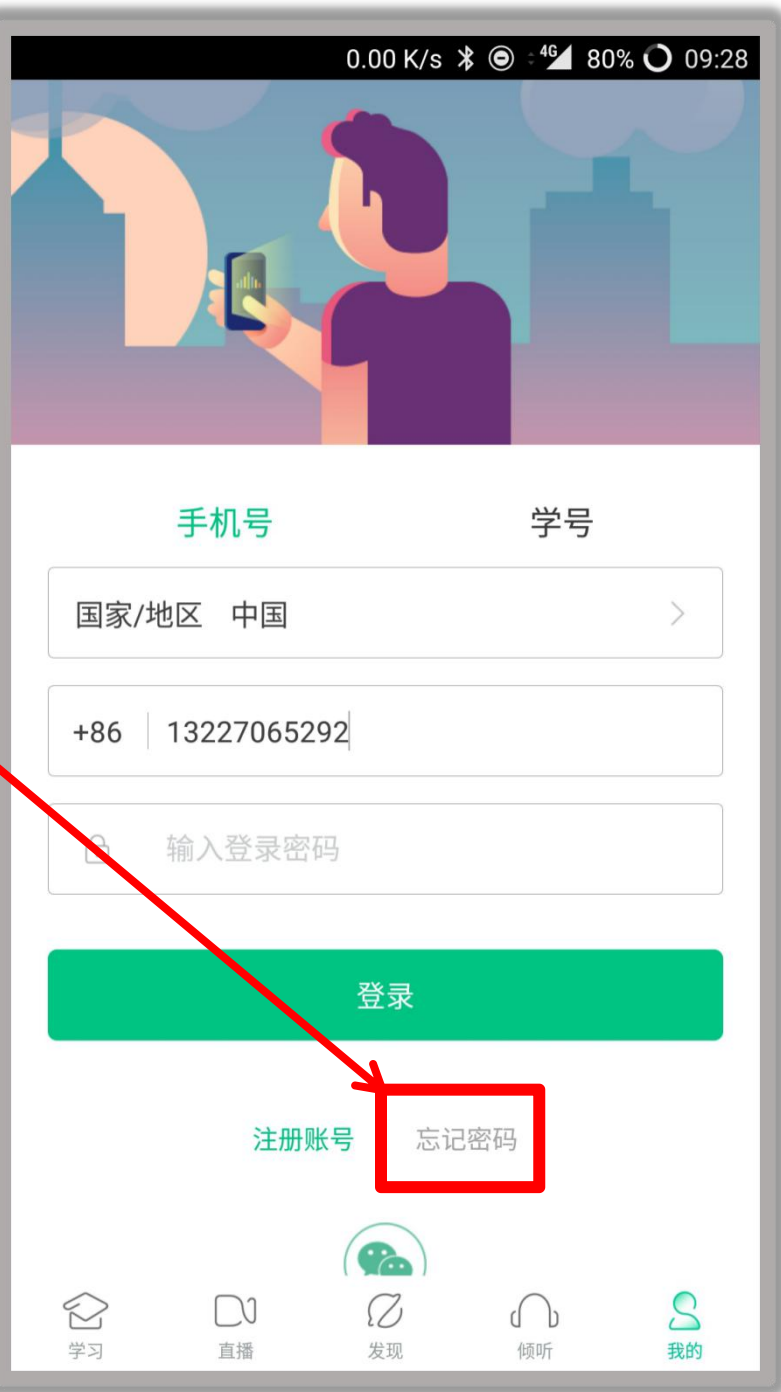 0.00 K/s 4G 80% 09:28
手机号 学号
国家/地区 中国
+86 13227065292
输入登录密码
登录
注册账号 忘记密码
学习 直播 发现 倾听 我的